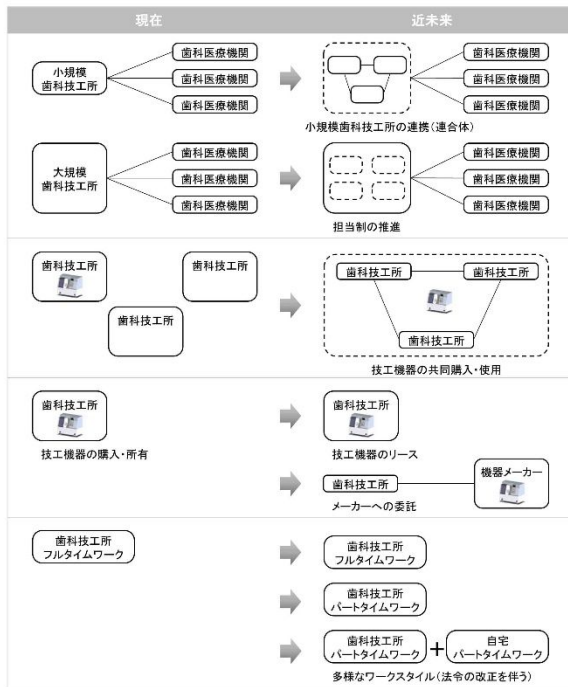 現在
近未来
小規模
歯科技工所
歯科医療機関
歯科医療機関
歯科医療機関
歯科医療機関
歯科医療機関
歯科医療機関
小規模歯科技工所の連携(連合体)
大規模
歯科技工所
歯科医療機関
歯科医療機関
歯科医療機関
歯科医療機関
歯科医療機関
歯科医療機関
担当制の推進
歯科技工所
歯科技工所
歯科技工所
歯科技工所
歯科技工所
歯科技工所
技工機器の共同購入・使用
歯科技工所
技工機器の購入・所有
歯科技工所
技工機器のリース
歯科技工所
機器メーカー
メーカーへの委託
歯科技工所
フルタイムワーク
歯科技工所
フルタイムワーク
歯科技工所
パートタイムワーク
歯科技工所
パートタイムワーク
+
自宅
パートタイムワーク
多様なワークスタイル(法令の改正を伴う)